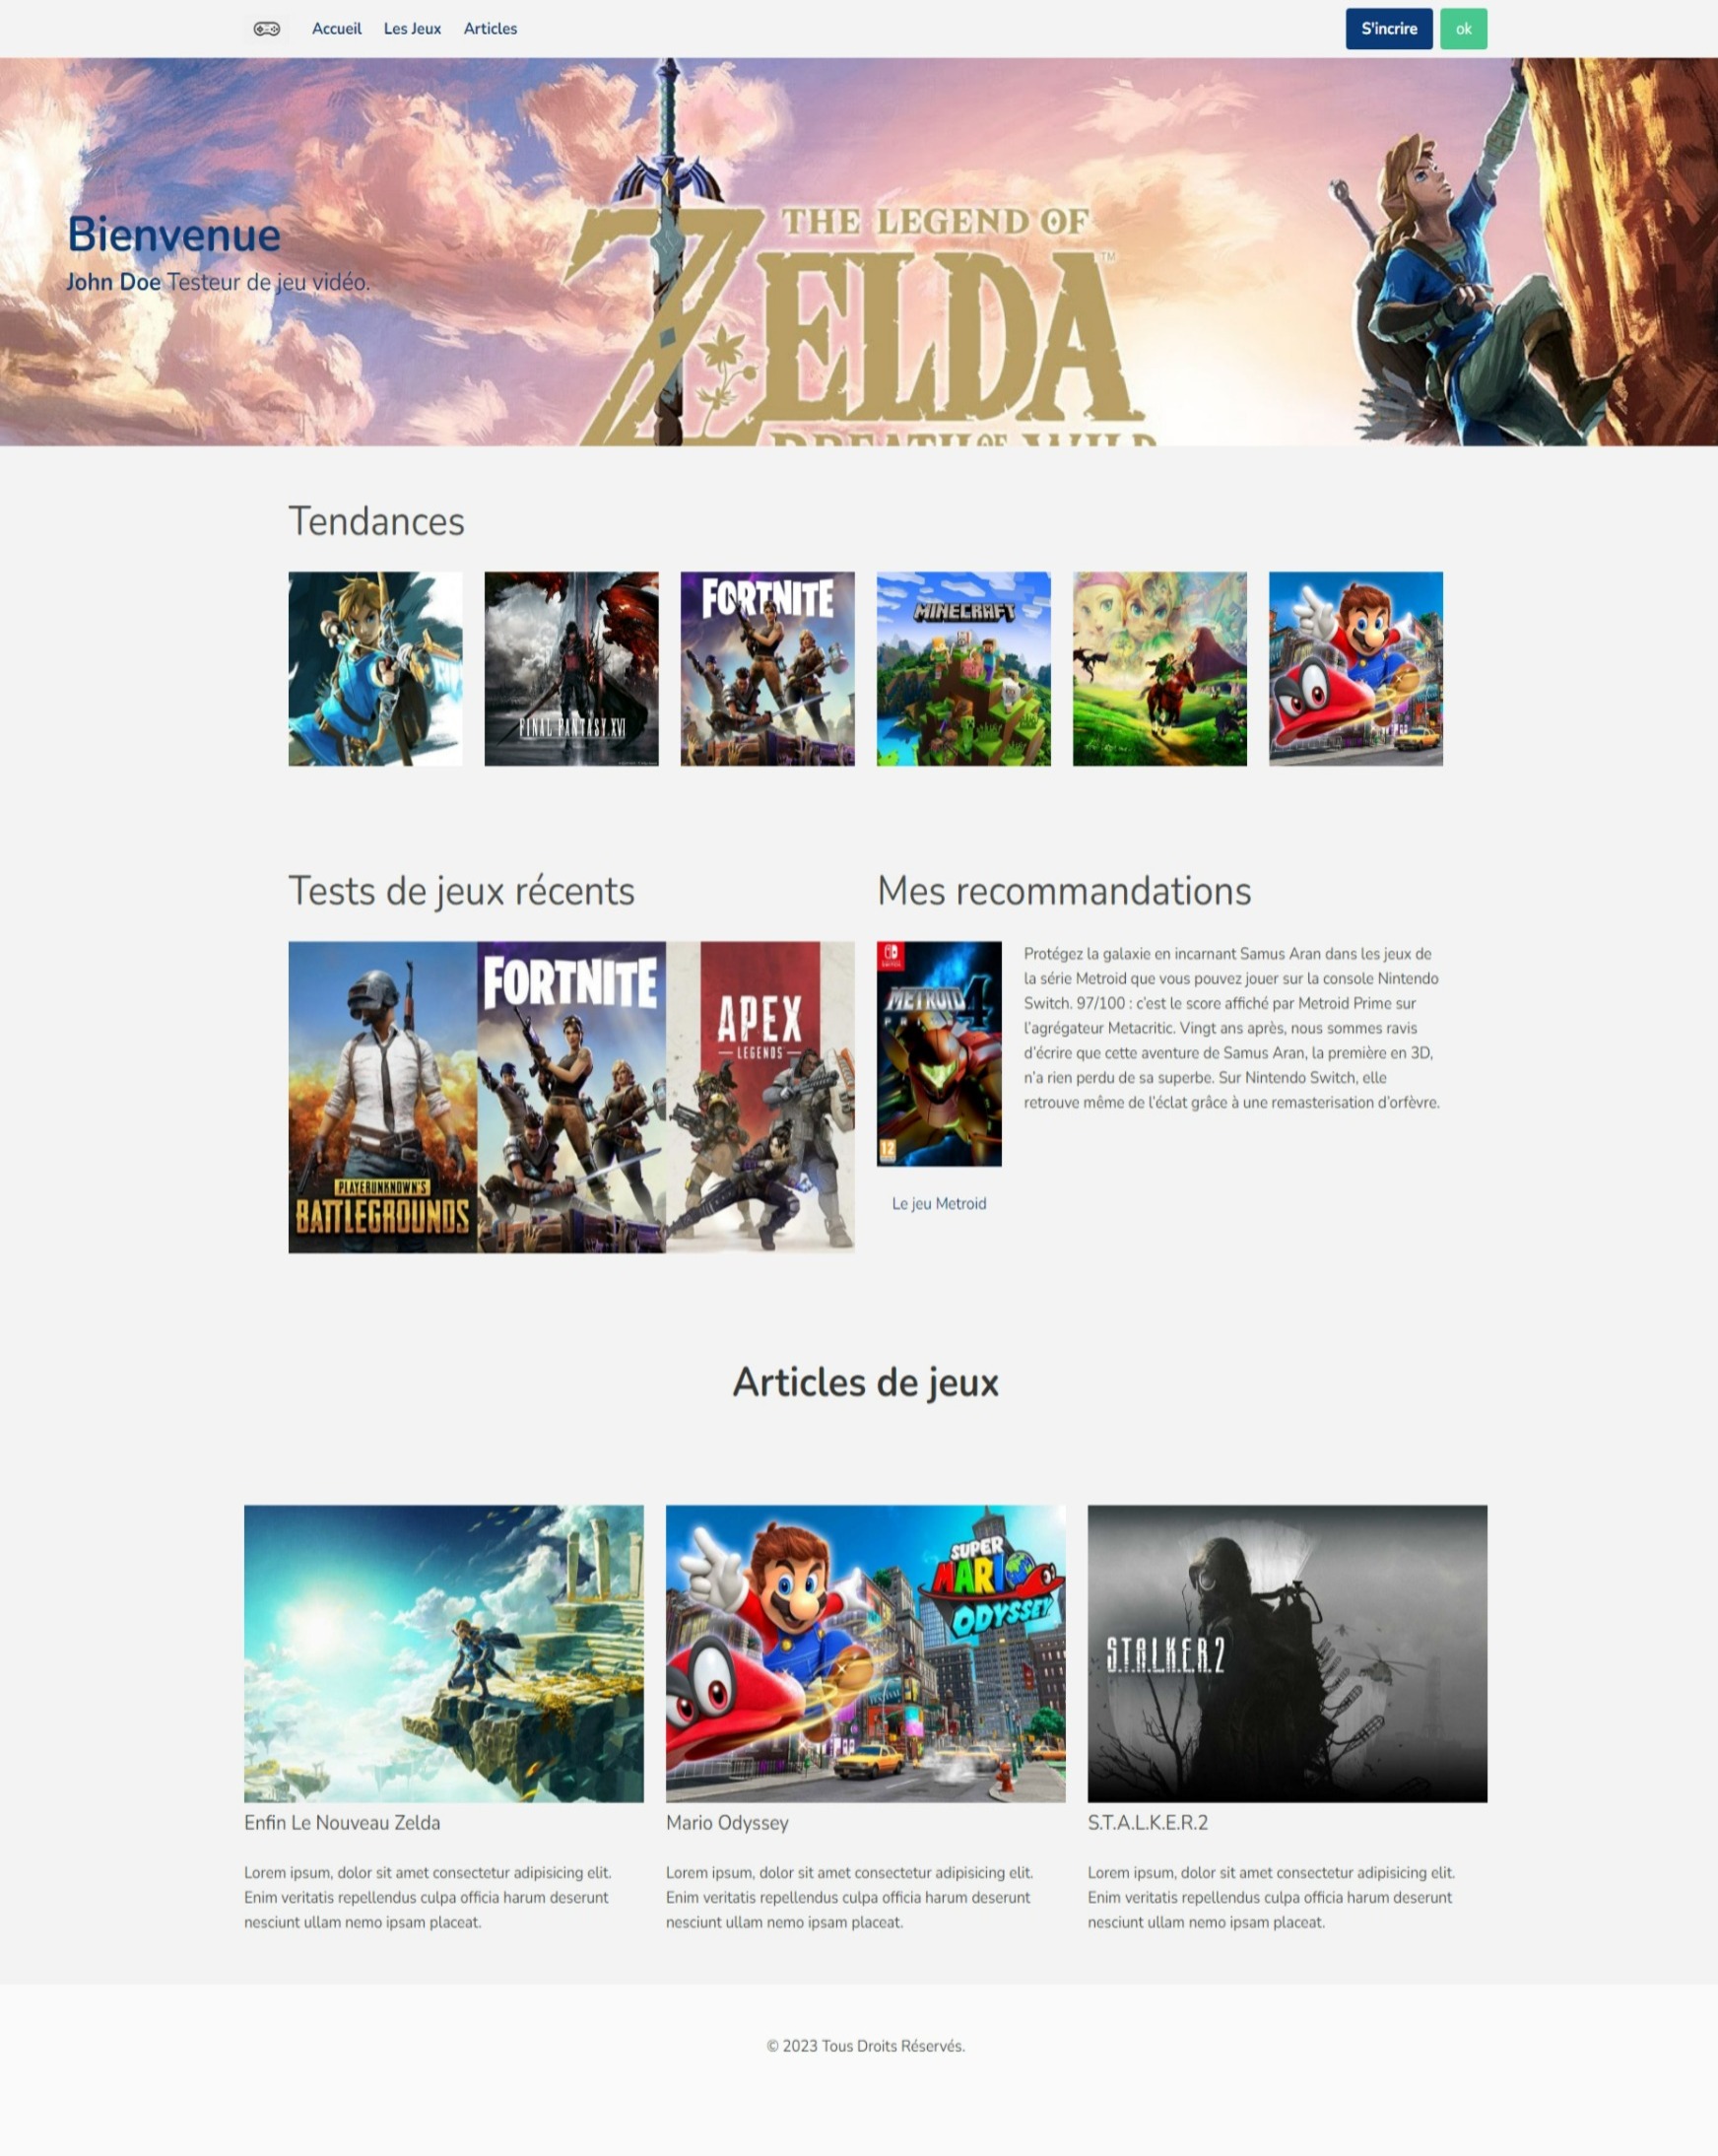 Accueil Les Jeux Articles S'incrire ok
THE LEGEND OF
ZELDA
TM
Bienvenue
John Doe Testeur de jeu vidéo.
Tendances
FINAL FANTASY XVI
FORTNITE
MINECRAFT
Tests de jeux récents
PLAYERUNKNOWN'S
BATTLEGROUNDS
FORTNITE
APEX
LEGENDS
Mes recommandations
METROID 4
12
Protégez la galaxie en incarnant Samus Aran dans les jeux de
la série Metroid que vous pouvez jouer sur la console Nintendo
Switch. 97/100 : c'est le score affiché par Metroid Prime sur
l'agrégateur Metacritic. Vingt ans après, nous sommes ravis
d'écrire que cette aventure de Samus Aran, la première en 3D,
n'a rien perdu de sa superbe. Sur Nintendo Switch, elle
retrouve même de l'éclat grâce à une remasterisation d'orfèvre.
Le jeu Metroid
Articles de jeux
SUPER
MARIO
ODYSSEY
S.T.A.L.K.E.R.2
Enfin Le Nouveau Zelda
Lorem ipsum, dolor sit amet consectetur adipisicing elit.
Enim veritatis repellendus culpa officia harum deserunt
nesciunt ullam nemo ipsam placeat.
Mario Odyssey
Lorem ipsum, dolor sit amet consectetur adipisicing elit.
Enim veritatis repellendus culpa officia harum deserunt
nesciunt ullam nemo ipsam placeat.
S.T.A.L.K.E.R.2
Lorem ipsum, dolor sit amet consectetur adipisicing elit.
Enim veritatis repellendus culpa officia harum deserunt
nesciunt ullam nemo ipsam placeat.
© 2023 Tous Droits Réservés.